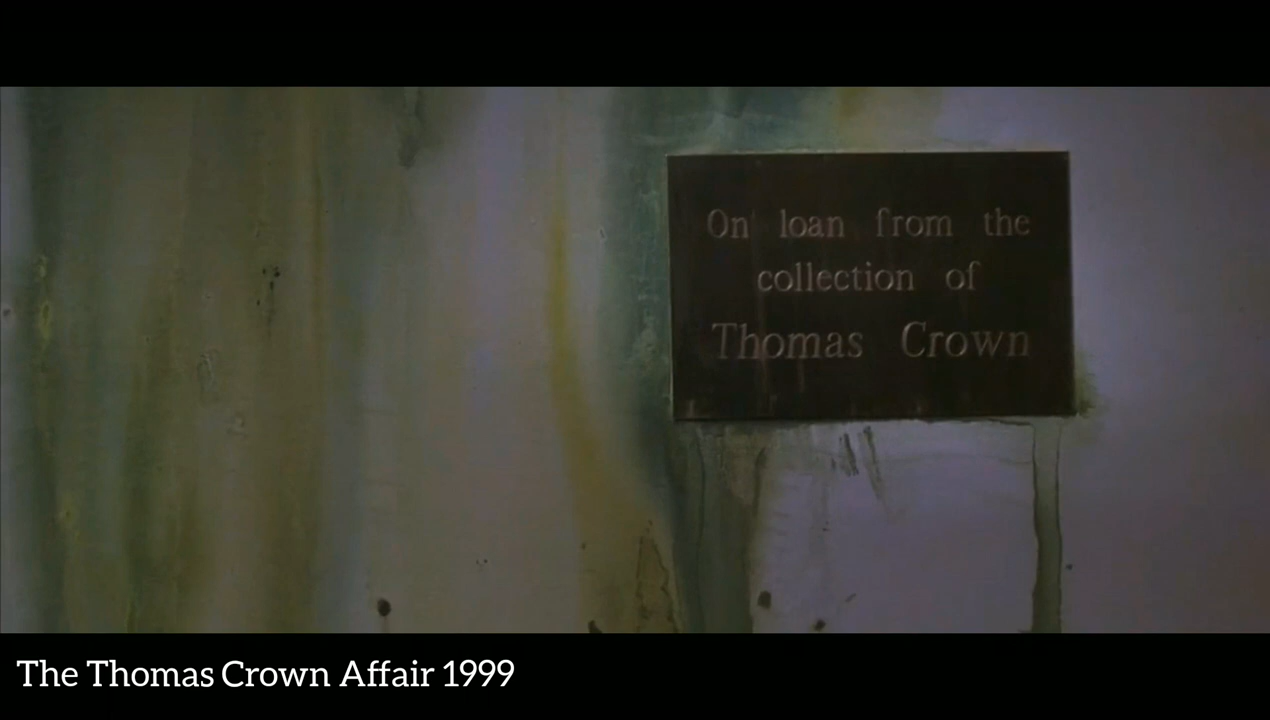 On loan from the
collection of
Thomas Crown
The Thomas Crown Affair 1999